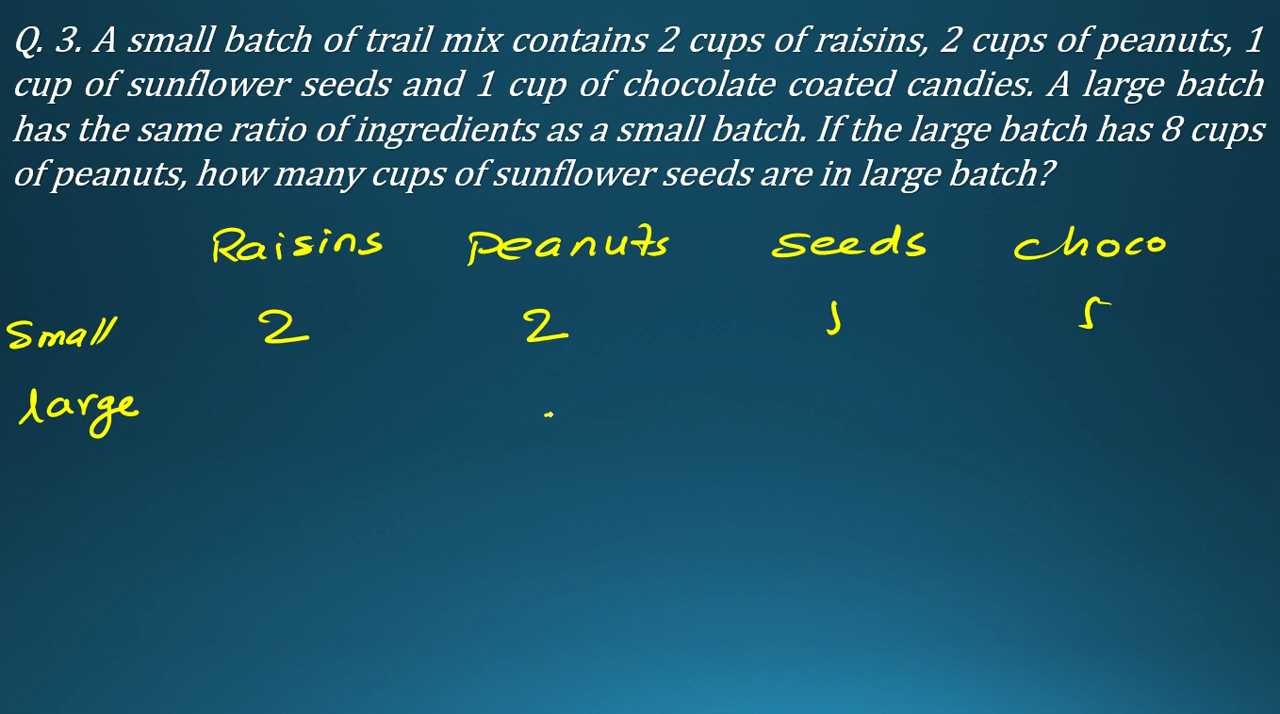 Q. 3. A small batch of trail mix contains 2 cups of raisins, 2 cups of peanuts, 1
cup of sunflower seeds and 1 cup of chocolate coated candies. A large batch
has the same ratio of ingredients as a small batch. If the large batch has 8 cups
of peanuts, how many cups of sunflower seeds are in large batch?
Raisins Peanuts seeds choco
Small 2 2 1
large